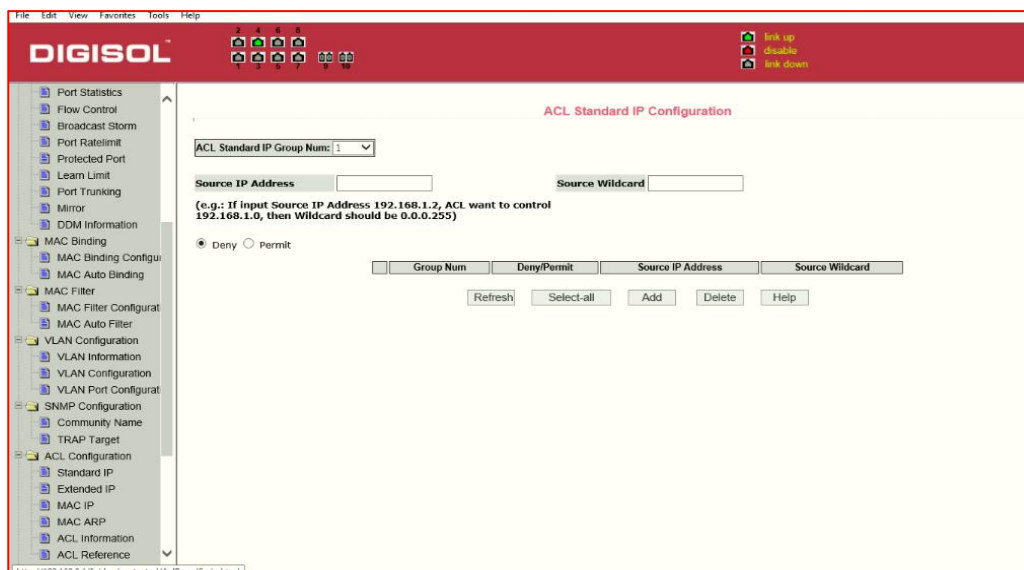 File Edit View Favorites Tools Help
DIGISOL™
2 4 6 8
1 3 5 7 9 10
link up
disable
link down
Port Statistics
Flow Control
Broadcast Storm
Port Ratelimit
Protected Port
Learn Limit
Port Trunking
Mirror
DDM Information
MAC Binding
MAC Binding Configur
MAC Auto Binding
MAC Filter
MAC Filter Configurat
MAC Auto Filter
VLAN Configuration
VLAN Information
VLAN Configuration
VLAN Port Configurat
SNMP Configuration
Community Name
TRAP Target
ACL Configuration
Standard IP
Extended IP
MAC IP
MAC ARP
ACL Information
ACL Reference
ACL Standard IP Configuration
ACL Standard IP Group Num: 1
Source IP Address Source Wildcard
(e.g.: If input Source IP Address 192.168.1.2, ACL want to control
192.168.1.0, then Wildcard should be 0.0.0.255)
Deny Permit
Group Num Deny/Permit Source IP Address Source Wildcard
Refresh Select-all Add Delete Help